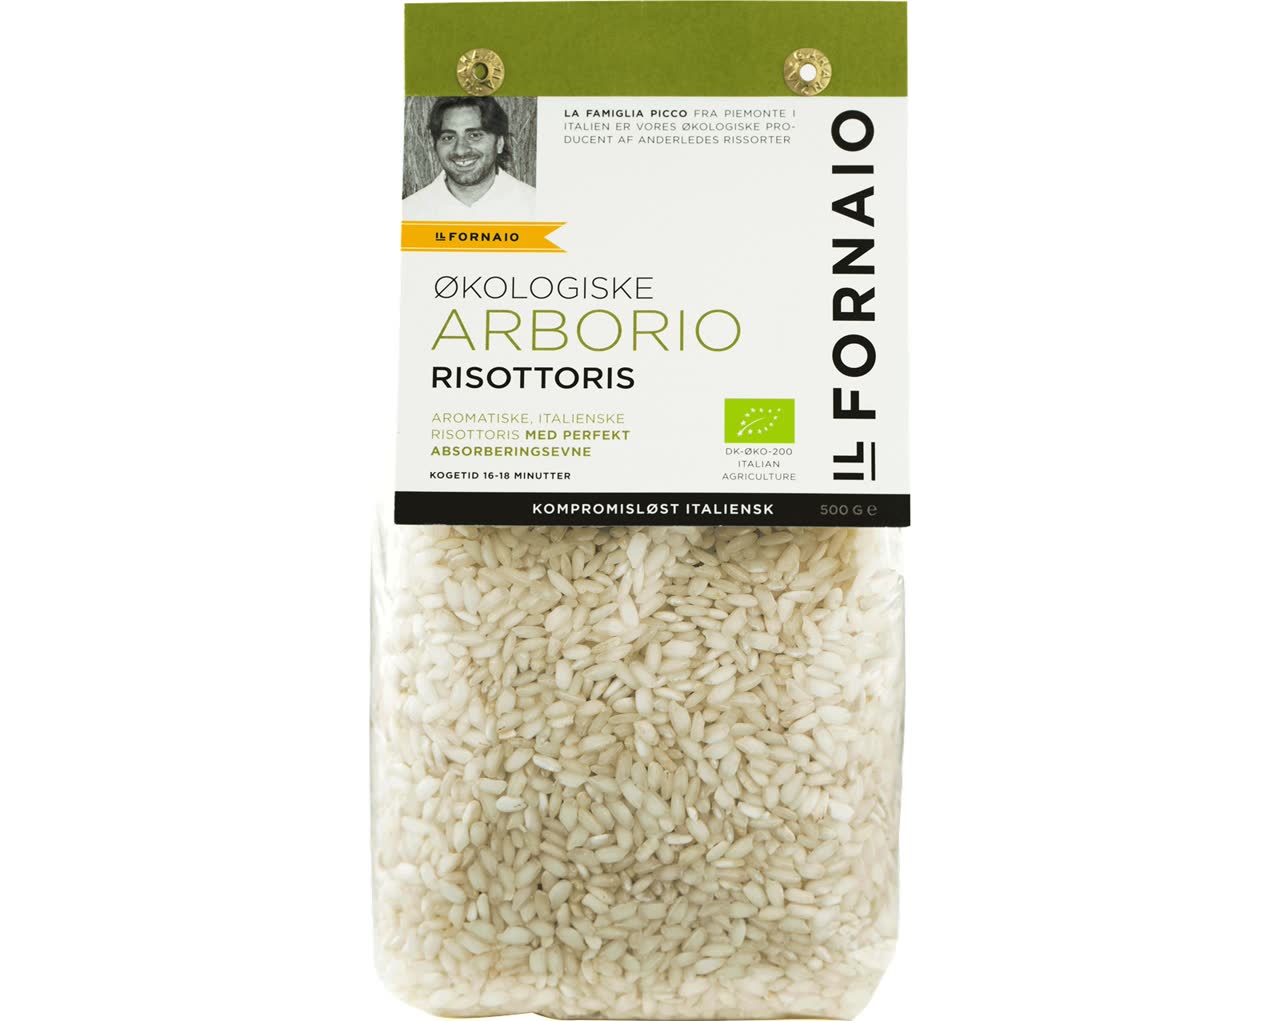 LA FAMIGLIA PICCO FRA PIEMONTE I
ITALIEN ER VORES ØKOLOGISKE PRO-
DUCENT AF ANDERLEDES RISSORTER
IL FORNAIO
IL FORNAIO
ØKOLOGISKE
ARBORIO
RISOTTORIS
AROMATISKE, ITALIENSKE
RISOTTORIS MED PERFEKT
ABSORBERINGSEVNE
KOGETID 16-18 MINUTTER
DK-ØKO-200
ITALIAN
AGRICULTURE
KOMPROMISLØST ITALIENSK
500 G e